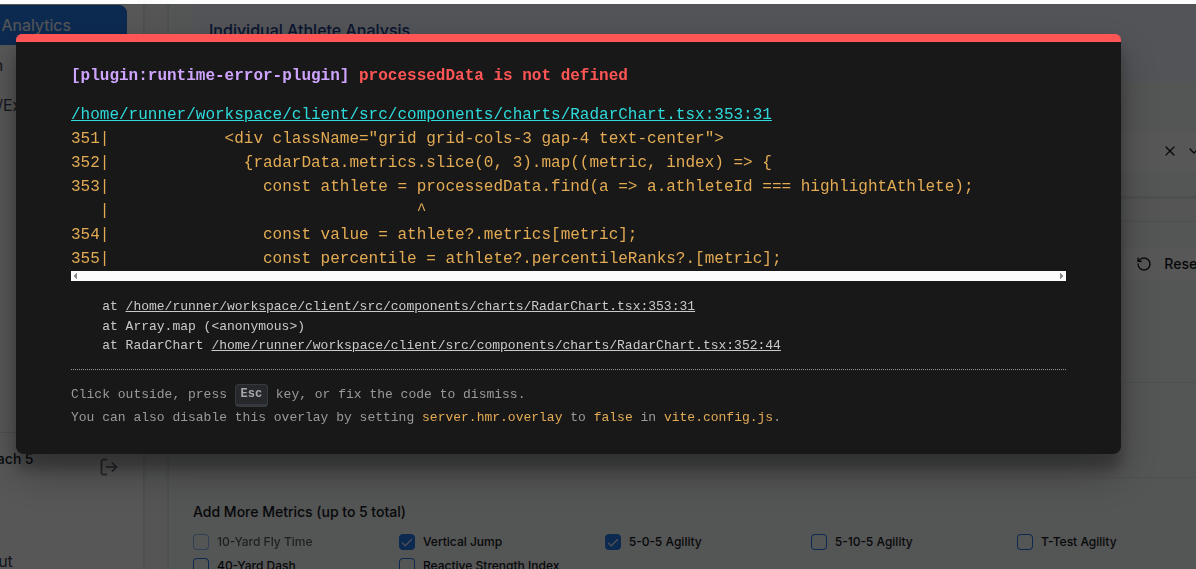 Analytics
Individual Athlete Analysis
[plugin:runtime-error-plugin] processedData is not defined
/home/runner/workspace/client/src/components/charts/RadarChart.tsx:353:31
351|            <div className="grid grid-cols-3 gap-4 text-center">
352|              {radarData.metrics.slice(0, 3).map((metric, index) => {
353|                const athlete = processedData.find(a => a.athleteId === highlightAthlete);
   |                                ^
354|                const value = athlete?.metrics[metric];
355|                const percentile = athlete?.percentileRanks?.[metric];
Rese
at /home/runner/workspace/client/src/components/charts/RadarChart.tsx:353:31
at Array.map (<anonymous>)
at RadarChart /home/runner/workspace/client/src/components/charts/RadarChart.tsx:352:44
Click outside, press Esc key, or fix the code to dismiss.
You can also disable this overlay by setting server.hmr.overlay to false in vite.config.js.
ach 5
Add More Metrics (up to 5 total)
10-Yard Fly Time
Vertical Jump
5-0-5 Agility
5-10-5 Agility
T-Test Agility
ut
40-Yard Dash
Reactive Strength Index